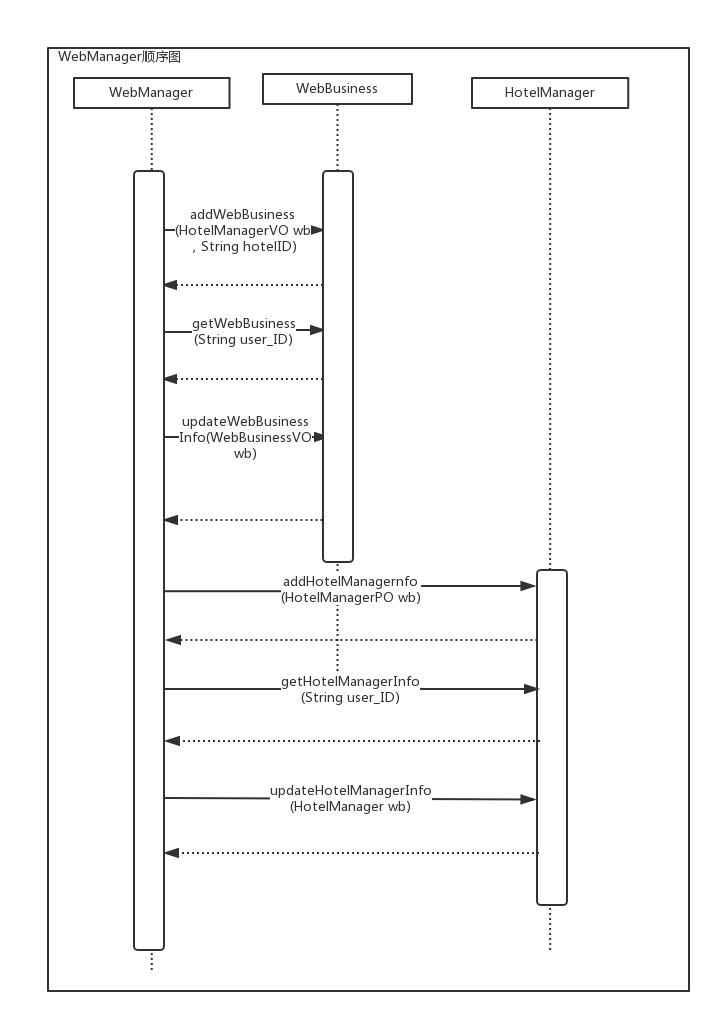 WebManager顺序图
WebManager
WebBusiness
HotelManager
addWebBusiness
(HotelManagerVO wb
, String hotelID)
getWebBusiness
(String user_ID)
updateWebBusiness
Info(WebBusinessVO
wb)
addHotelManagernfo
(HotelManagerPO wb)
getHotelManagerInfo
(String user_ID)
updateHotelManagerInfo
(HotelManager wb)